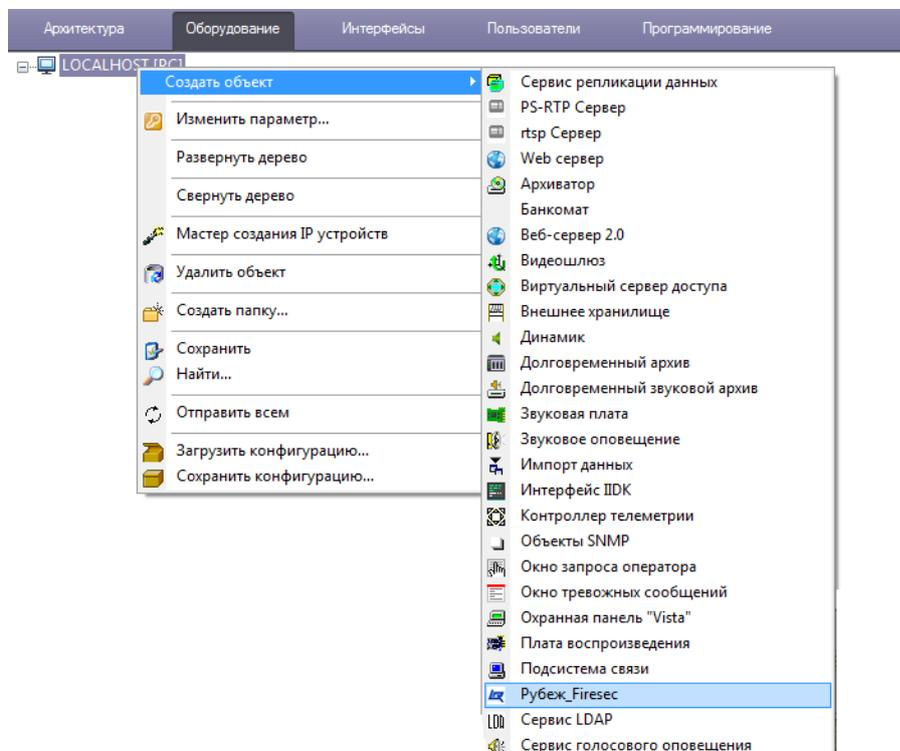 Архитектура
Оборудование
Интерфейсы
Пользователи
Программирование
LOCALHOST [PC]
Создать объект
Изменить параметр...
Развернуть дерево
Свернуть дерево
Мастер создания IP устройств
Удалить объект
Создать папку...
Сохранить
Найти...
Отправить всем
Загрузить конфигурацию...
Сохранить конфигурацию...
Сервис репликации данных
PS-RTP Сервер
rtsp Сервер
Web сервер
Архиватор
Банкомат
Веб-сервер 2.0
Видеошлюз
Виртуальный сервер доступа
Внешнее хранилище
Динамик
Долговременный архив
Долговременный звуковой архив
Звуковая плата
Звуковое оповещение
Импорт данных
Интерфейс IIDK
Контроллер телеметрии
Объекты SNMP
Окно запроса оператора
Окно тревожных сообщений
Охранная панель "Vista"
Плата воспроизведения
Подсистема связи
Рубеж_Firesec
Сервис LDAP
Сервис голосового оповещения